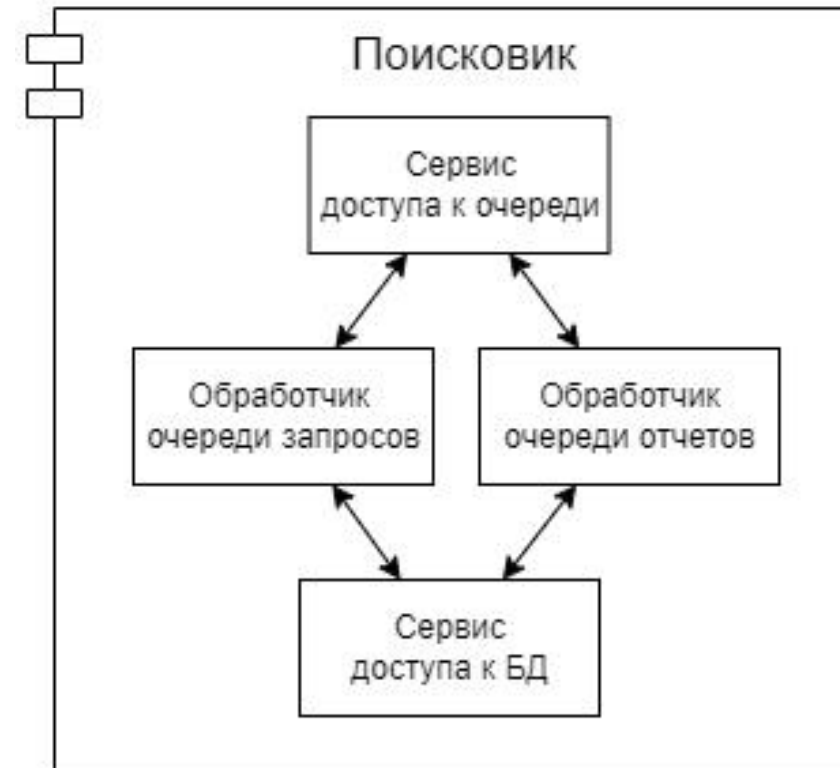 Поисковик
Сервис
доступа к очереди
Обработчик
очереди запросов
Обработчик
очереди отчетов
Сервис
доступа к БД